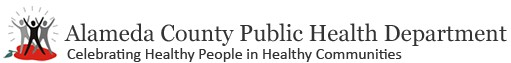 Alameda County Public Health Department
Celebrating Healthy People in Healthy Communities